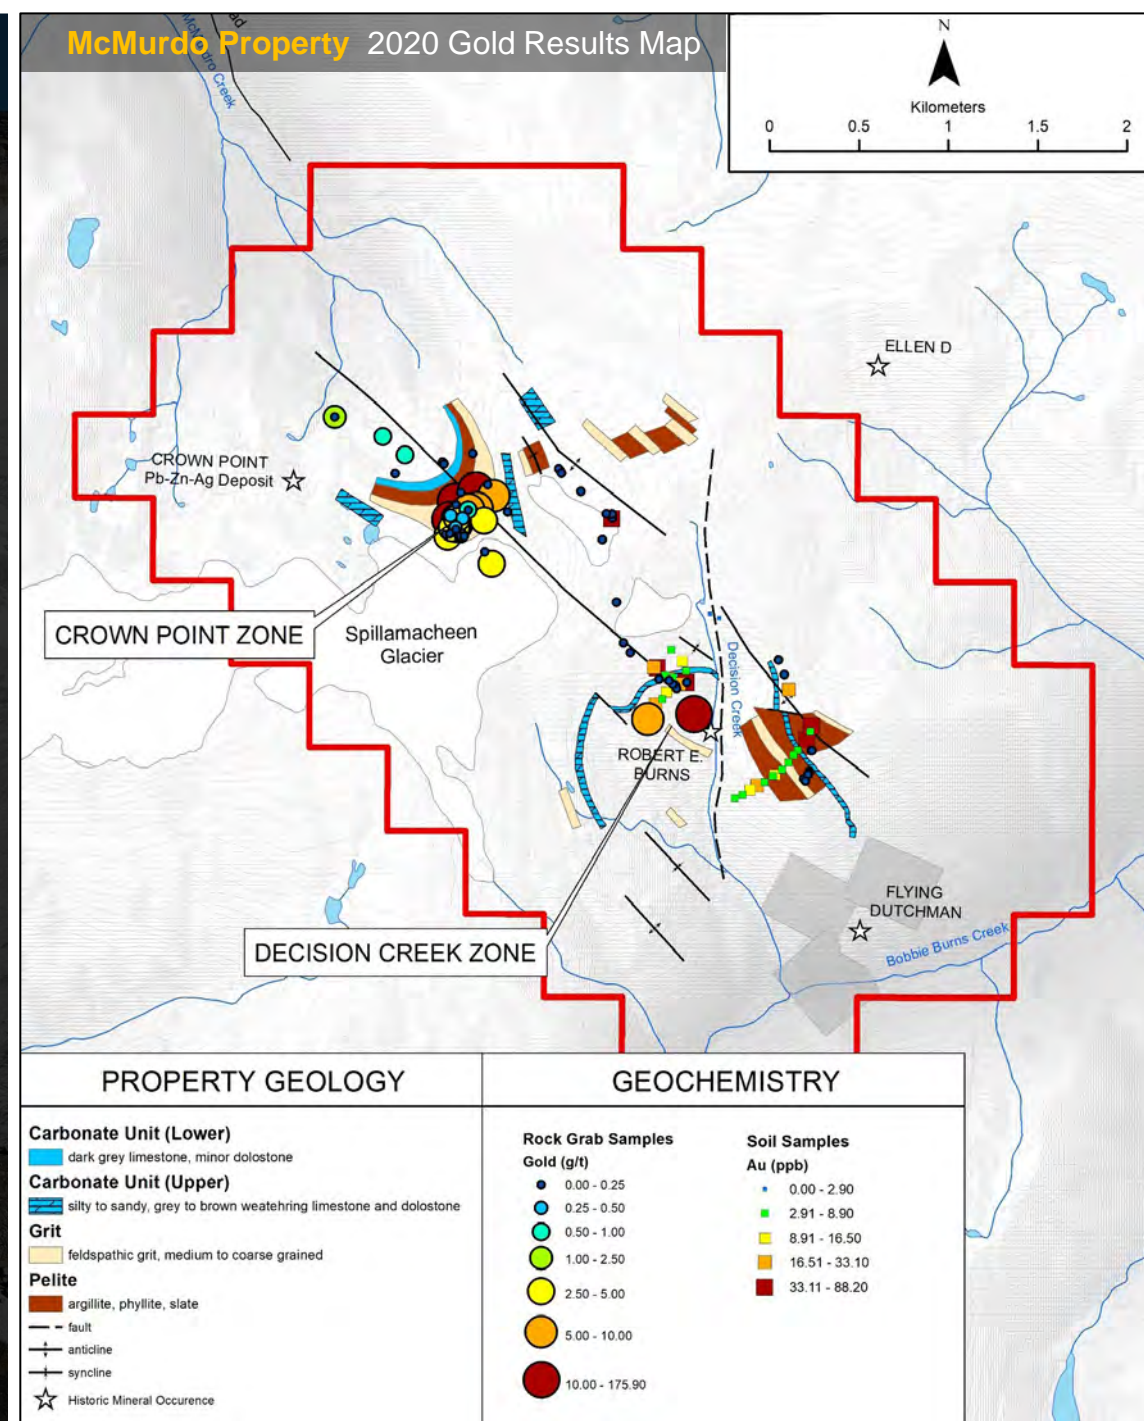 McMurdo Property 2020 Gold Results Map
N
Kilometers
0 0.5 1 1.5 2
ELLEN D
CROWN POINT
Pb-Zn-Ag Deposit
CROWN POINT ZONE
Spillamacheen
Glacier
Decision Creek
ROBERT E.
BURNS
FLYING
DUTCHMAN
DECISION CREEK ZONE
Bobbie Burns Creek
PROPERTY GEOLOGY
Carbonate Unit (Lower)
dark grey limestone, minor dolostone
Carbonate Unit (Upper)
silty to sandy, grey to brown weatehring limestone and dolostone
Grit
feldspathic grit, medium to coarse grained
Pelite
argillite, phyllite, slate
fault
anticline
syncline
Historic Mineral Occurence
GEOCHEMISTRY
Rock Grab Samples
Gold (g/t)
0.00 - 0.25
0.25 - 0.50
0.50 - 1.00
1.00 - 2.50
2.50 - 5.00
5.00 - 10.00
10.00 - 175.90
Soil Samples
Au (ppb)
0.00 - 2.90
2.91 - 8.90
8.91 - 16.50
16.51 - 33.10
33.11 - 88.20